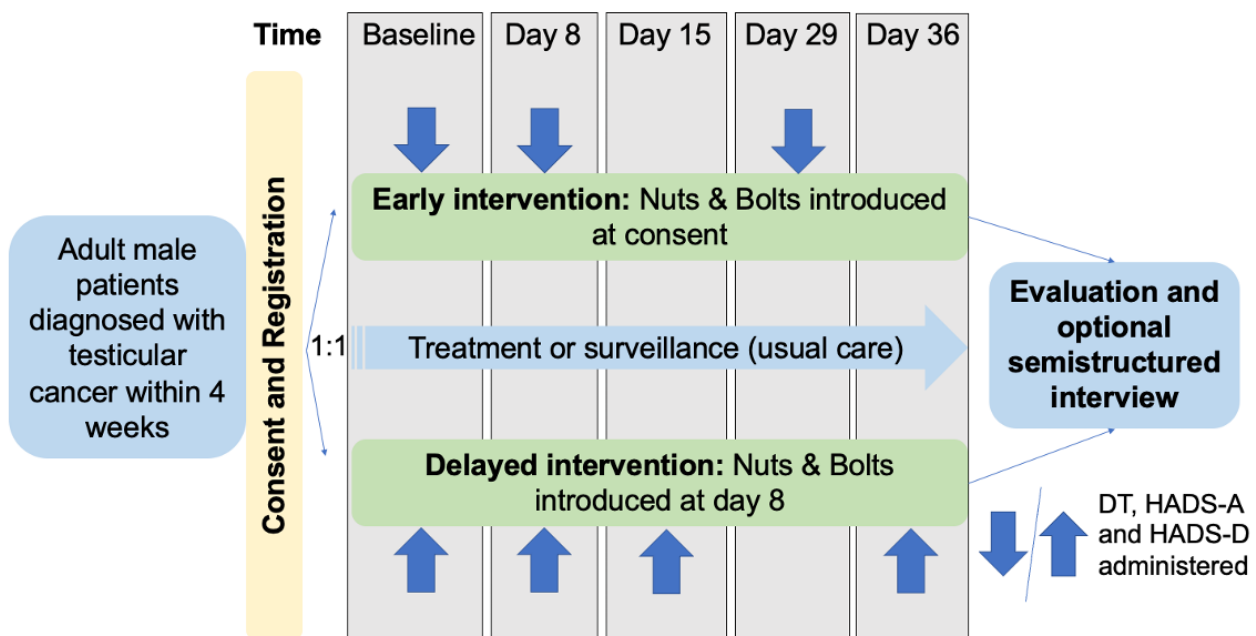 Time
Baseline
Day 8
Day 15
Day 29
Day 36
Adult male
patients
diagnosed with
testicular
cancer within 4
weeks
Consent and Registration
1:1
Early intervention: Nuts & Bolts introduced
at consent
Treatment or surveillance (usual care)
Delayed intervention: Nuts & Bolts
introduced at day 8
Evaluation and
optional
semistructured
interview
DT, HADS-A
and HADS-D
administered